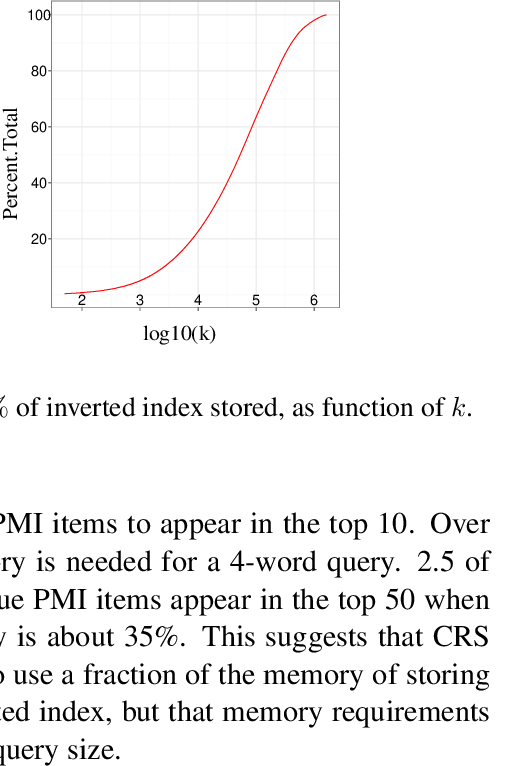 100
80
60
40
20
Percent.Total
2 3 4 5 6
log10(k)
% of inverted index stored, as function of k.
PMI items to appear in the top 10. Over
ry is needed for a 4-word query. 2.5 of
ue PMI items appear in the top 50 when
y is about 35%. This suggests that CRS
o use a fraction of the memory of storing
ted index, but that memory requirements
query size.